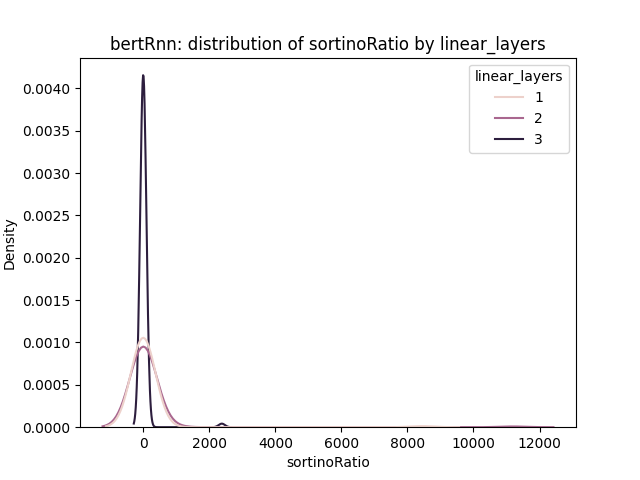 bertRnn: distribution of sortinoRatio by linear_layers
linear_layers
1
2
3
Density
0.0040
0.0035
0.0030
0.0025
0.0020
0.0015
0.0010
0.0005
0.0000
0 2000 4000 6000 8000 10000 12000
sortinoRatio